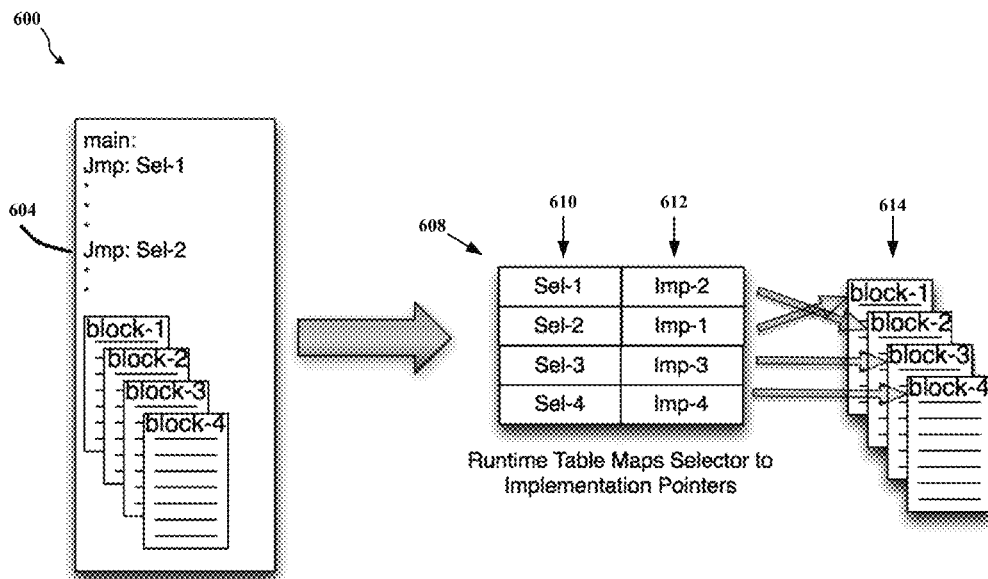 600
main:
Jmp: Sel-1
604
Jmp: Sel-2
block-1
block-2
block-3
block-4
608
610
612
614
Sel-1 Imp-2
Sel-2 Imp-1
Sel-3 Imp-3
Sel-4 Imp-4
Runtime Table Maps Selector to
Implementation Pointers
block-1
block-2
block-3
block-4